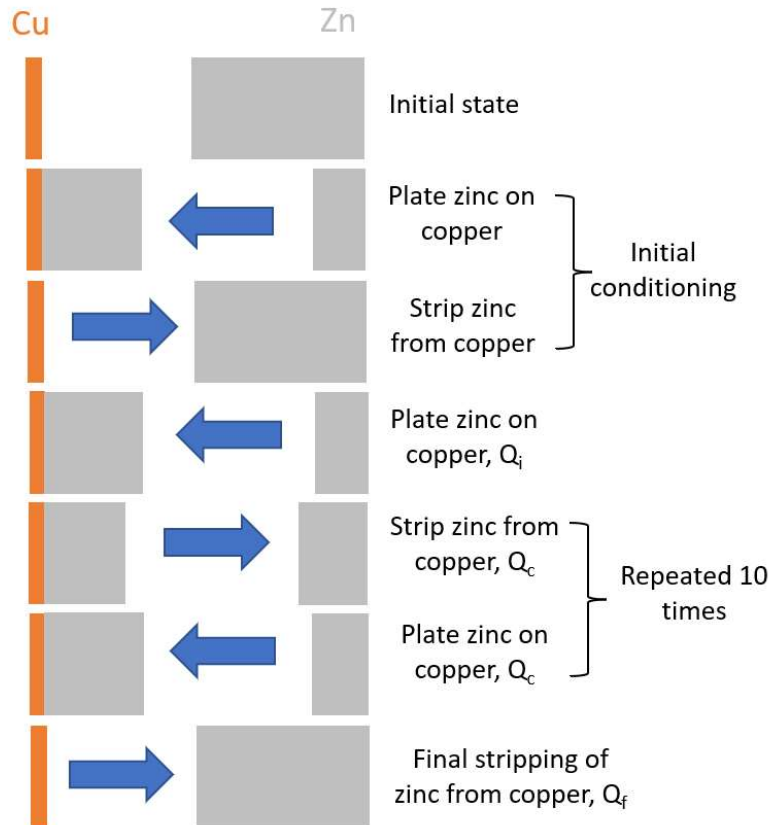 Cu
Zn
Initial state
Plate zinc on
copper
Initial
conditioning
Strip zinc
from copper
Plate zinc on
copper, Qi
Strip zinc from
copper, Qc
Repeated 10
times
Plate zinc on
copper, Qc
Final stripping of
zinc from copper, Qf